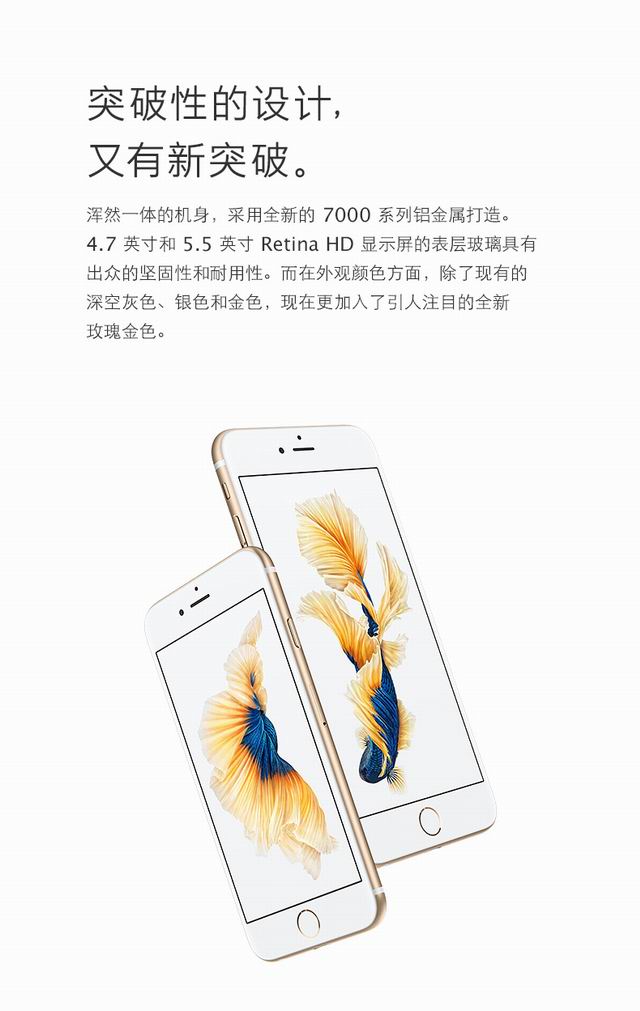 突破性的设计，
又有新突破。
浑然一体的机身，采用全新的 7000 系列铝金属打造。
4.7 英寸和 5.5 英寸 Retina HD 显示屏的表层玻璃具有
出众的坚固性和耐用性。而在外观颜色方面，除了现有的
深空灰色、银色和金色，现在更加入了引人注目的全新
玫瑰金色。